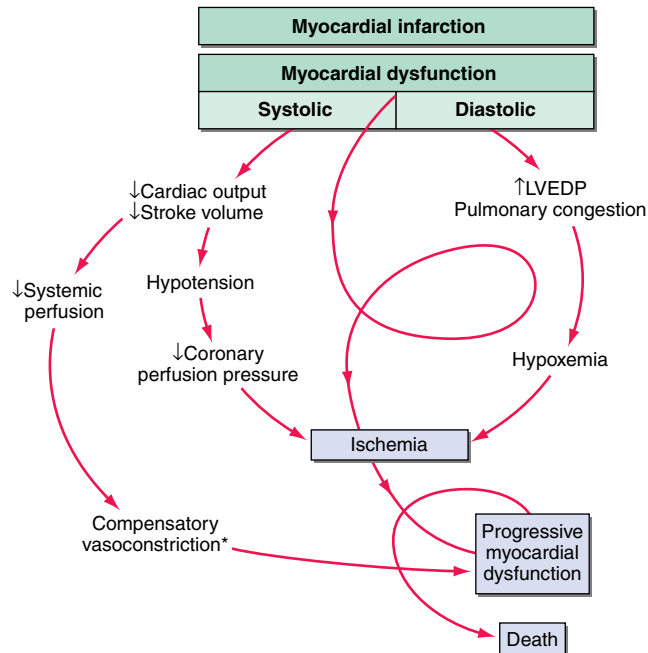 Myocardial infarction
Myocardial dysfunction
Systolic
Diastolic
↓Cardiac output
↓Stroke volume
↑LVEDP
Pulmonary congestion
↓Systemic
perfusion
Hypotension
↓Coronary
perfusion pressure
Hypoxemia
Ischemia
Compensatory
vasoconstriction*
Progressive
myocardial
dysfunction
Death